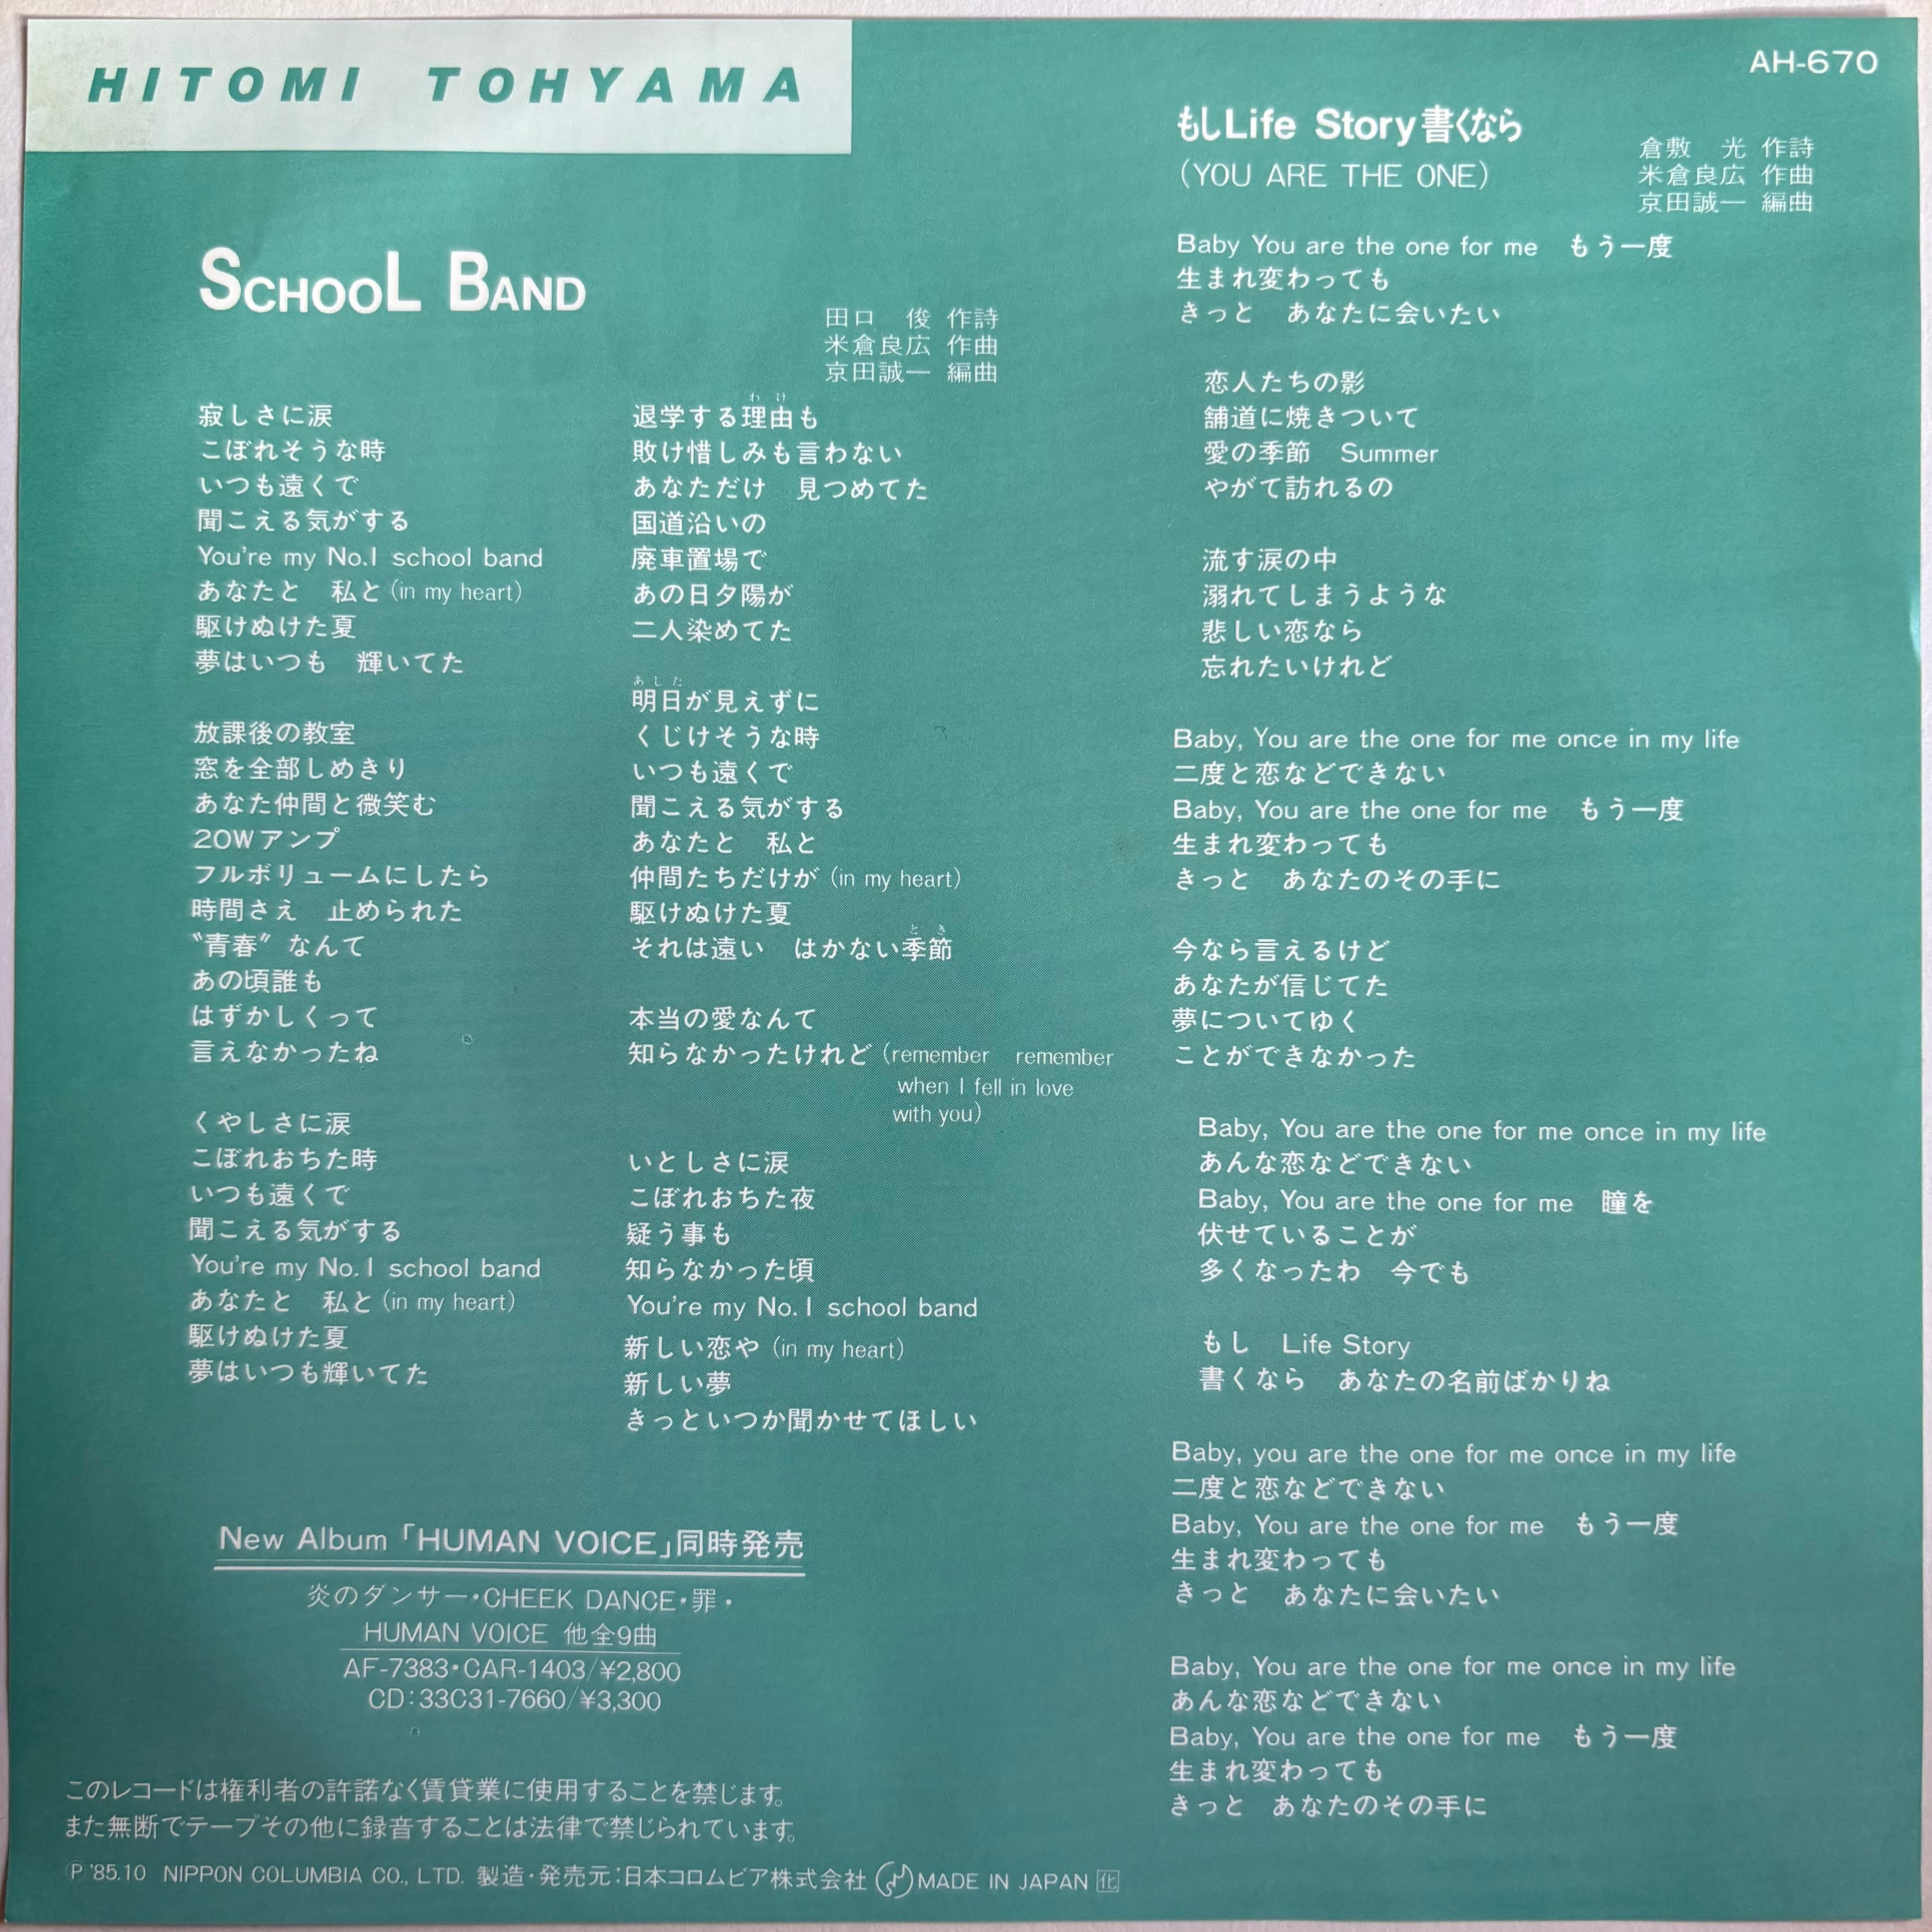 HITOMI TOHYAMA
AH-670
SCHOOL BAND
田口 俊 作詩
米倉良広 作曲
京田誠一 編曲
寂しさに涙
こぼれそうな時
いつも遠くで
聞こえる気がする
You're my No.1 school band
あなたと 私と(in my heart)
駆けぬけた夏
夢はいつも 輝いてた
放課後の教室
窓を全部しめきり
あなた仲間と微笑む
20Wアンプ
フルボリュームにしたら
時間さえ 止められた
〝青春〞なんて
あの頃誰も
はずかしくって
言えなかったね
くやしさに涙
こぼれおちた時
いつも遠くで
聞こえる気がする
You're my No.1 school band
あなたと 私と(in my heart)
駆けぬけた夏
夢はいつも輝いてた
わけ
退学する理由も
敗け惜しみも言わない
あなただけ 見つめてた
国道沿いの
廃車置場で
あの日夕陽が
二人染めてた
あした
明日が見えずに
くじけそうな時
いつも遠くで
聞こえる気がする
あなたと 私と
仲間たちだけが(in my heart)
駆けぬけた夏
とき
それは遠い はかない季節
本当の愛なんて
知らなかったけれど(remember remember
when I fell in love
with you)
いとしさに涙
こぼれおちた夜
疑う事も
知らなかった頃
You're my No.1 school band
新しい恋や(in my heart)
新しい夢
きっといつか聞かせてほしい
New Album「HUMAN VOICE」同時発売
炎のダンサー・CHEEK DANCE・罪・
HUMAN VOICE 他全9曲
AF-7383・CAR-1403/¥2,800
CD:33C31-7660/¥3,300
もしLife Story書くなら
(YOU ARE THE ONE)
倉敷 光 作詩
米倉良広 作曲
京田誠一 編曲
Baby You are the one for me もう一度
生まれ変わっても
きっと あなたに会いたい
恋人たちの影
舗道に焼きついて
愛の季節 Summer
やがて訪れるの
流す涙の中
溺れてしまうような
悲しい恋なら
忘れたいけれど
Baby, You are the one for me once in my life
二度と恋などできない
Baby, You are the one for me もう一度
生まれ変わっても
きっと あなたのその手に
今なら言えるけど
あなたが信じてた
夢についてゆく
ことができなかった
Baby, You are the one for me once in my life
あんな恋などできない
Baby, You are the one for me 瞳を
伏せていることが
多くなったわ 今でも
もし Life Story
書くなら あなたの名前ばかりね
Baby, you are the one for me once in my life
二度と恋などできない
Baby, You are the one for me もう一度
生まれ変わっても
きっと あなたに会いたい
Baby, You are the one for me once in my life
あんな恋などできない
Baby, You are the one for me もう一度
生まれ変わっても
きっと あなたのその手に
このレコードは権利者の許諾なく賃貸業に使用することを禁じます。
また無断でテープその他に録音することは法律で禁じられています。
Ⓟ'85.10 NIPPON COLUMBIA CO., LTD. 製造・発売元:日本コロムビア株式会社 MADE IN JAPAN 化